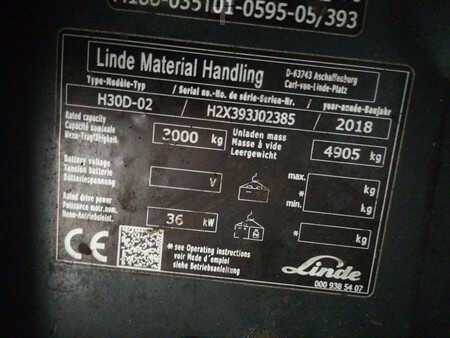 H180-035T01-0595-05/393
Linde Material Handling
D-63743 Aschaffenburg
Carl-von-Linde-Platz
Type-Modèle-Typ / Serial no.-No. de série-Serien-Nr. / year-année-Baujahr
H30D-02 / H2X393J02385 / 2018
Rated capacity
Capacité nominale
Nenn-Tragfähigkeit
3000 kg
Unladen mass
Masse à vide
Leergewicht
4905 kg
Battery voltage
Tension batterie
Batteriespannung
V
max.
* kg
*
min.
* kg
Rated drive power
Puissance mot. nom.
Nenn-Antriebsleist.
36 kW
* kg
CE
* see Operating instructions
voir Mode d'emploi
siehe Betriebsanleitung
Linde
000 938 54 07